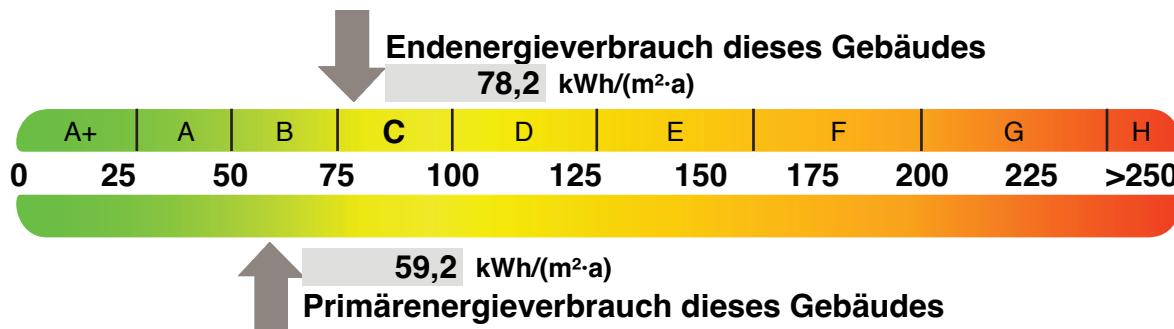 Endenergieverbrauch dieses Gebäudes
78,2 kWh/(m²·a)
A+ A B C D E F G H
0 25 50 75 100 125 150 175 200 225 >250
59,2 kWh/(m²·a)
Primärenergieverbrauch dieses Gebäudes